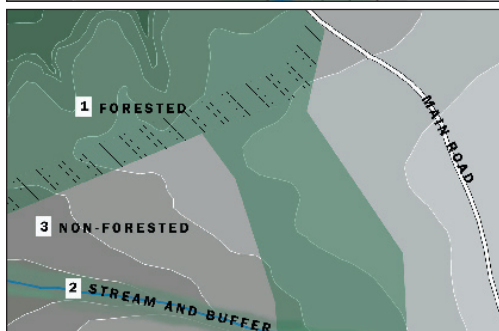 MAIN ROAD
1 FORESTED
3 NON-FORESTED
2 STREAM AND BUFFER